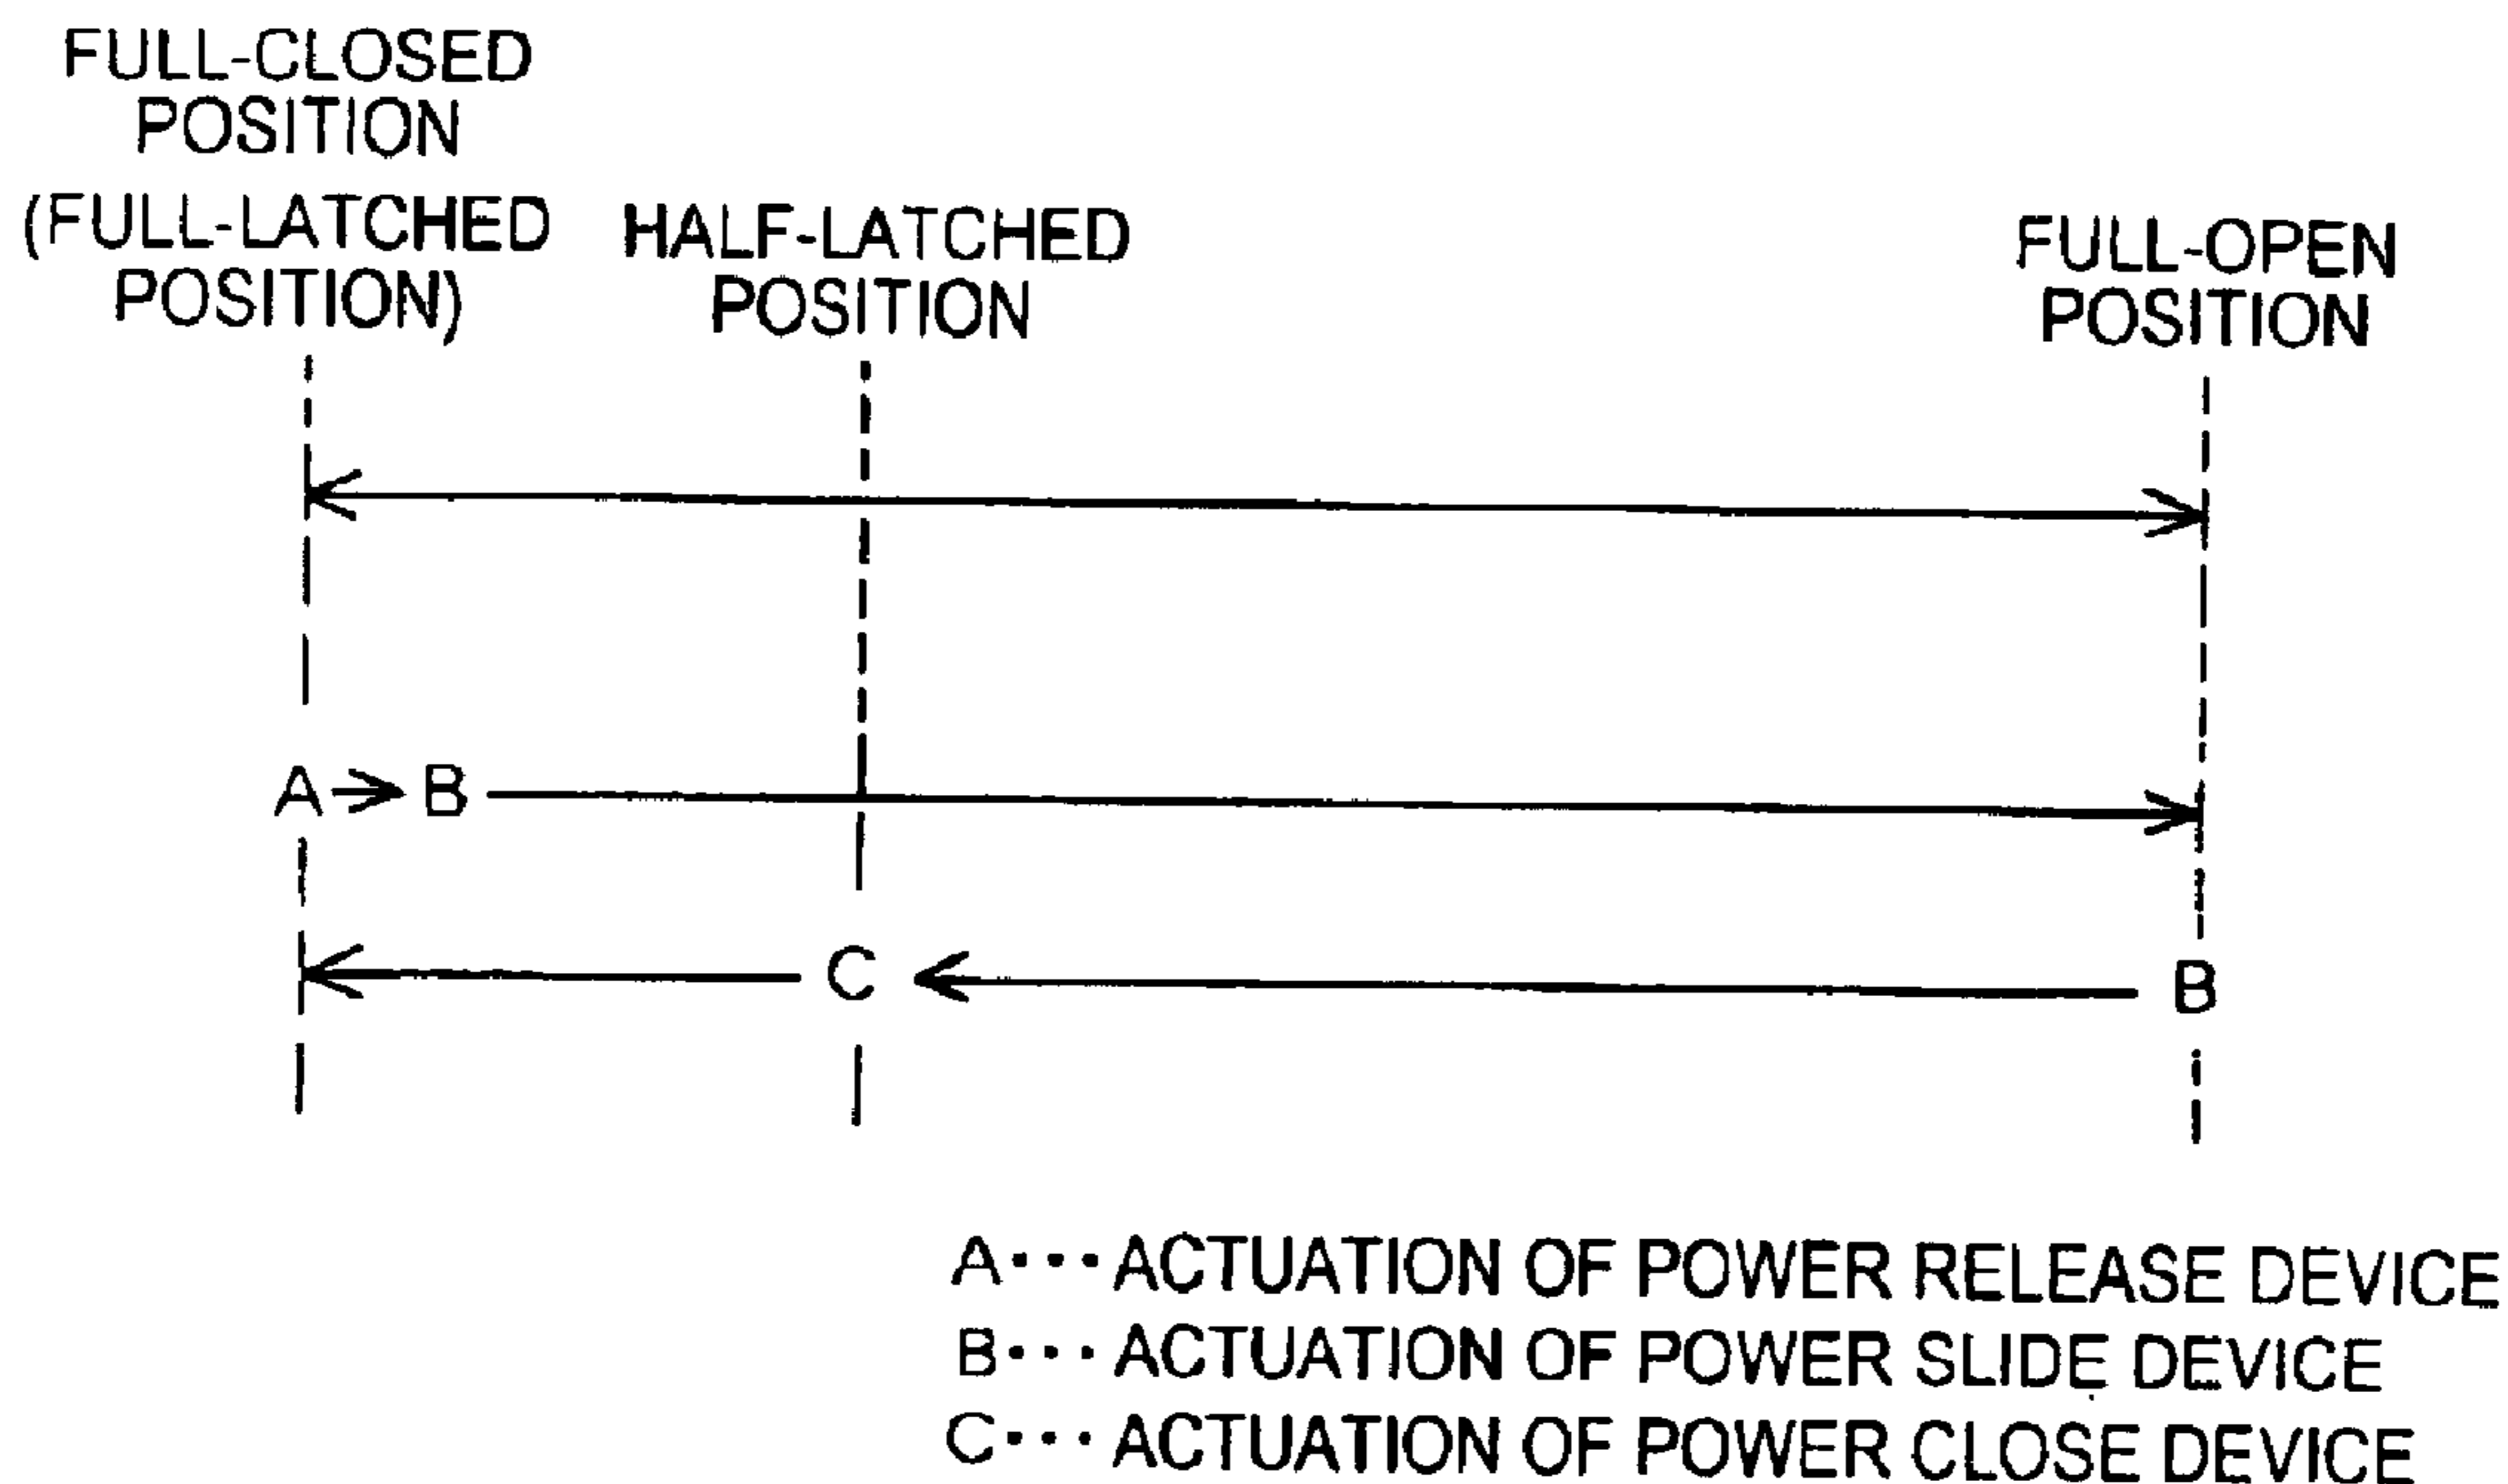 FULL-CLOSED
POSITION
(FULL-LATCHED
POSITION)
HALF-LATCHED
POSITION
FULL-OPEN
POSITION
A B
C B
A···ACTUATION OF POWER RELEASE DEVICE
B···ACTUATION OF POWER SLIDE DEVICE
C···ACTUATION OF POWER CLOSE DEVICE